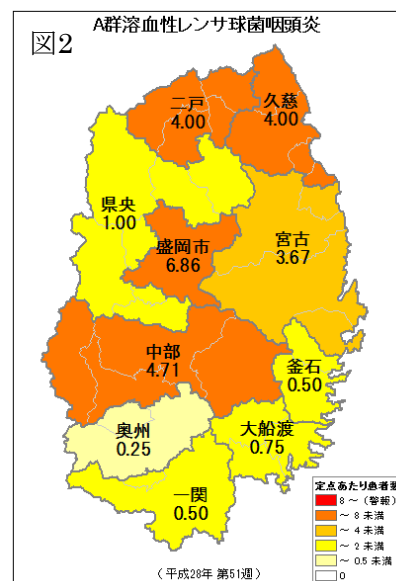 A群溶血性レンサ球菌咽頭炎
図2
二戸
4.00
久慈
4.00
県央
1.00
盛岡市
6.86
宮古
3.67
中部
4.71
釜石
0.50
奥州
0.25
大船渡
0.75
一関
0.50
定点あたり患者数
8 ～ (警報)
～ 8 未満
～ 4 未満
～ 2 未満
～ 0.5 未満
0
(平成28年 第51週)